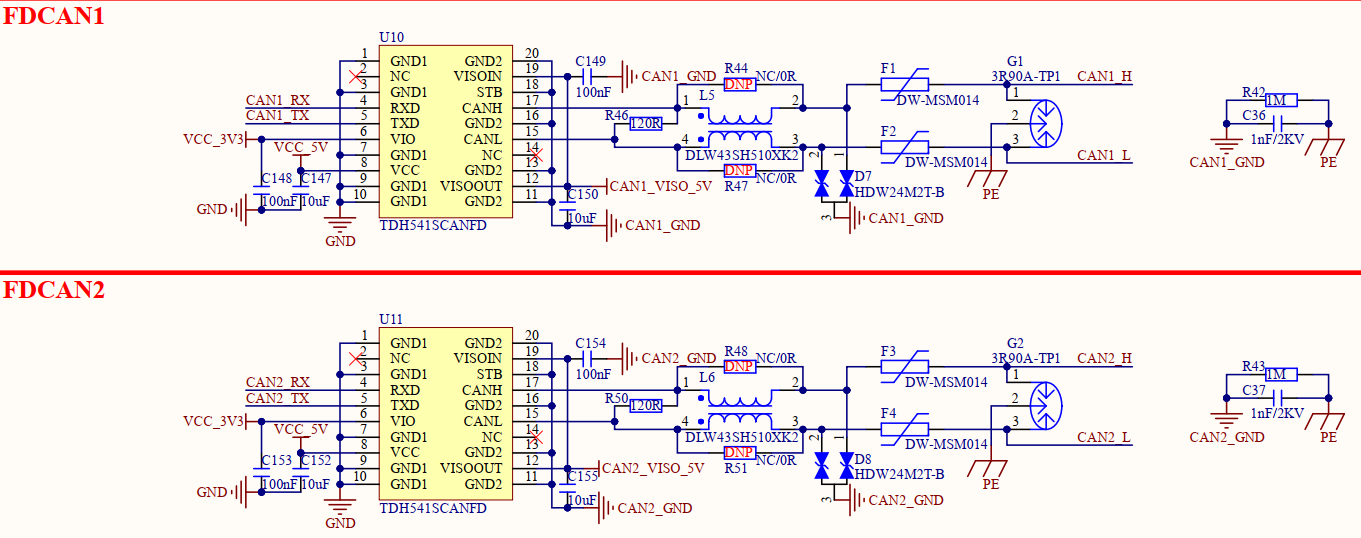 FDCAN1
U10
1 GND1 GND2 20
2 NC VISOIN 19
3 GND1 STB 18
CAN1_RX 4 RXD CANH 17
CAN1_TX 5 TXD GND2 16
VCC_3V3 6 VIO CANL 15
VCC_5V 7 GND1 NC 14
8 VCC GND2 13
9 GND1 VISOOUT 12
10 GND1 GND2 11
TDH541SCANFD
C148 100nF
C147 10uF
GND
GND
C149 100nF
CAN1_GND
CAN1_VISO_5V
C150 10uF
CAN1_GND
R46 120R
R44 DNP NC/0R
L5
1 2
4 3
DLW43SH510XK2
DNP NC/0R
R47
2 1
D7
HDW24M2T-B
3 CAN1_GND
F1
DW-MSM014
F2
DW-MSM014
G1
3R90A-TP1
1
2
3
PE
CAN1_H
CAN1_L
R42 1M
C36
1nF/2KV
CAN1_GND
PE
FDCAN2
U11
1 GND1 GND2 20
2 NC VISOIN 19
3 GND1 STB 18
CAN2_RX 4 RXD CANH 17
CAN2_TX 5 TXD GND2 16
VCC_3V3 6 VIO CANL 15
VCC_5V 7 GND1 NC 14
8 VCC GND2 13
9 GND1 VISOOUT 12
10 GND1 GND2 11
TDH541SCANFD
C153 100nF
C152 10uF
GND
GND
C154 100nF
CAN2_GND
CAN2_VISO_5V
C155 10uF
CAN2_GND
R50 120R
R48 DNP NC/0R
L6
1 2
4 3
DLW43SH510XK2
DNP NC/0R
R51
2 1
D8
HDW24M2T-B
3 CAN2_GND
F3
DW-MSM014
F4
DW-MSM014
G2
3R90A-TP1
1
2
3
PE
CAN2_H
CAN2_L
R43 1M
C37
1nF/2KV
CAN2_GND
PE